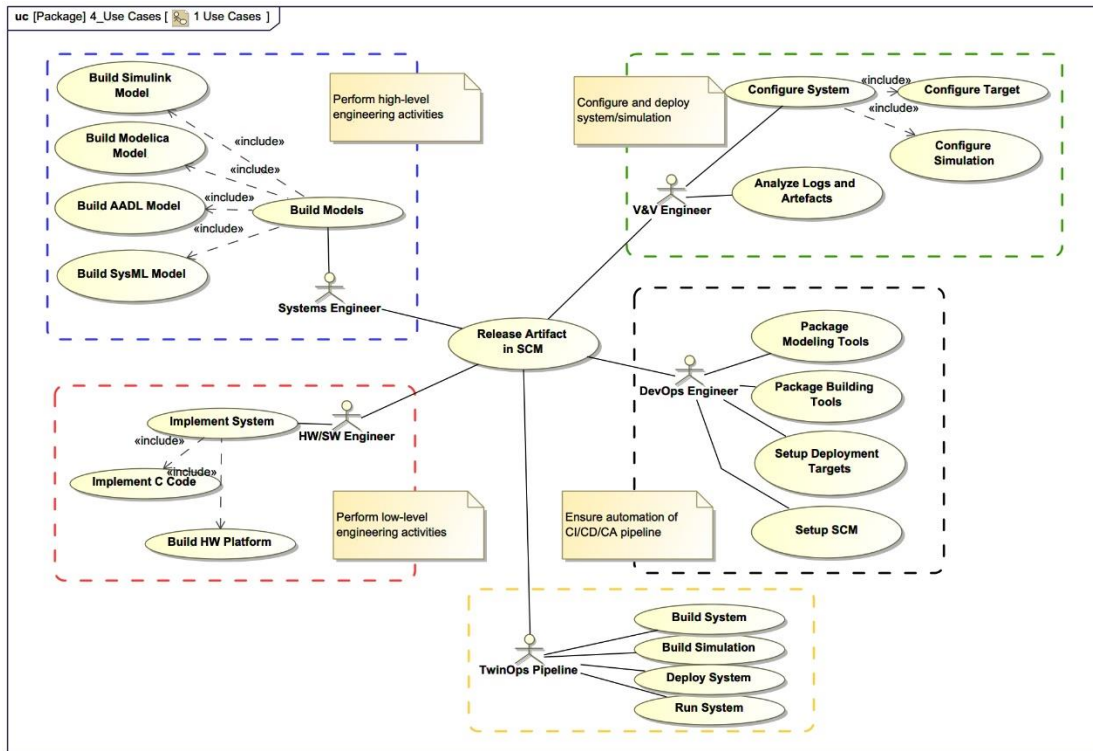 uc [Package] 4_Use Cases [ 1 Use Cases ]
Build Simulink
Model
Build Modelica
Model
Build AADL Model
Build SysML Model
«include»
«include»
«include»
«include»
Build Models
Systems Engineer
Perform high-level
engineering activities
Configure and deploy
system/simulation
Configure System
«include»
«include»
Configure Target
Configure
Simulation
V&V Engineer
Analyze Logs and
Artefacts
Release Artifact
in SCM
DevOps Engineer
Package
Modeling Tools
Package Building
Tools
Setup Deployment
Targets
Setup SCM
Ensure automation of
CI/CD/CA pipeline
Implement System
HW/SW Engineer
«include»
«include»
Implement C Code
Build HW Platform
Perform low-level
engineering activities
TwinOps Pipeline
Build System
Build Simulation
Deploy System
Run System